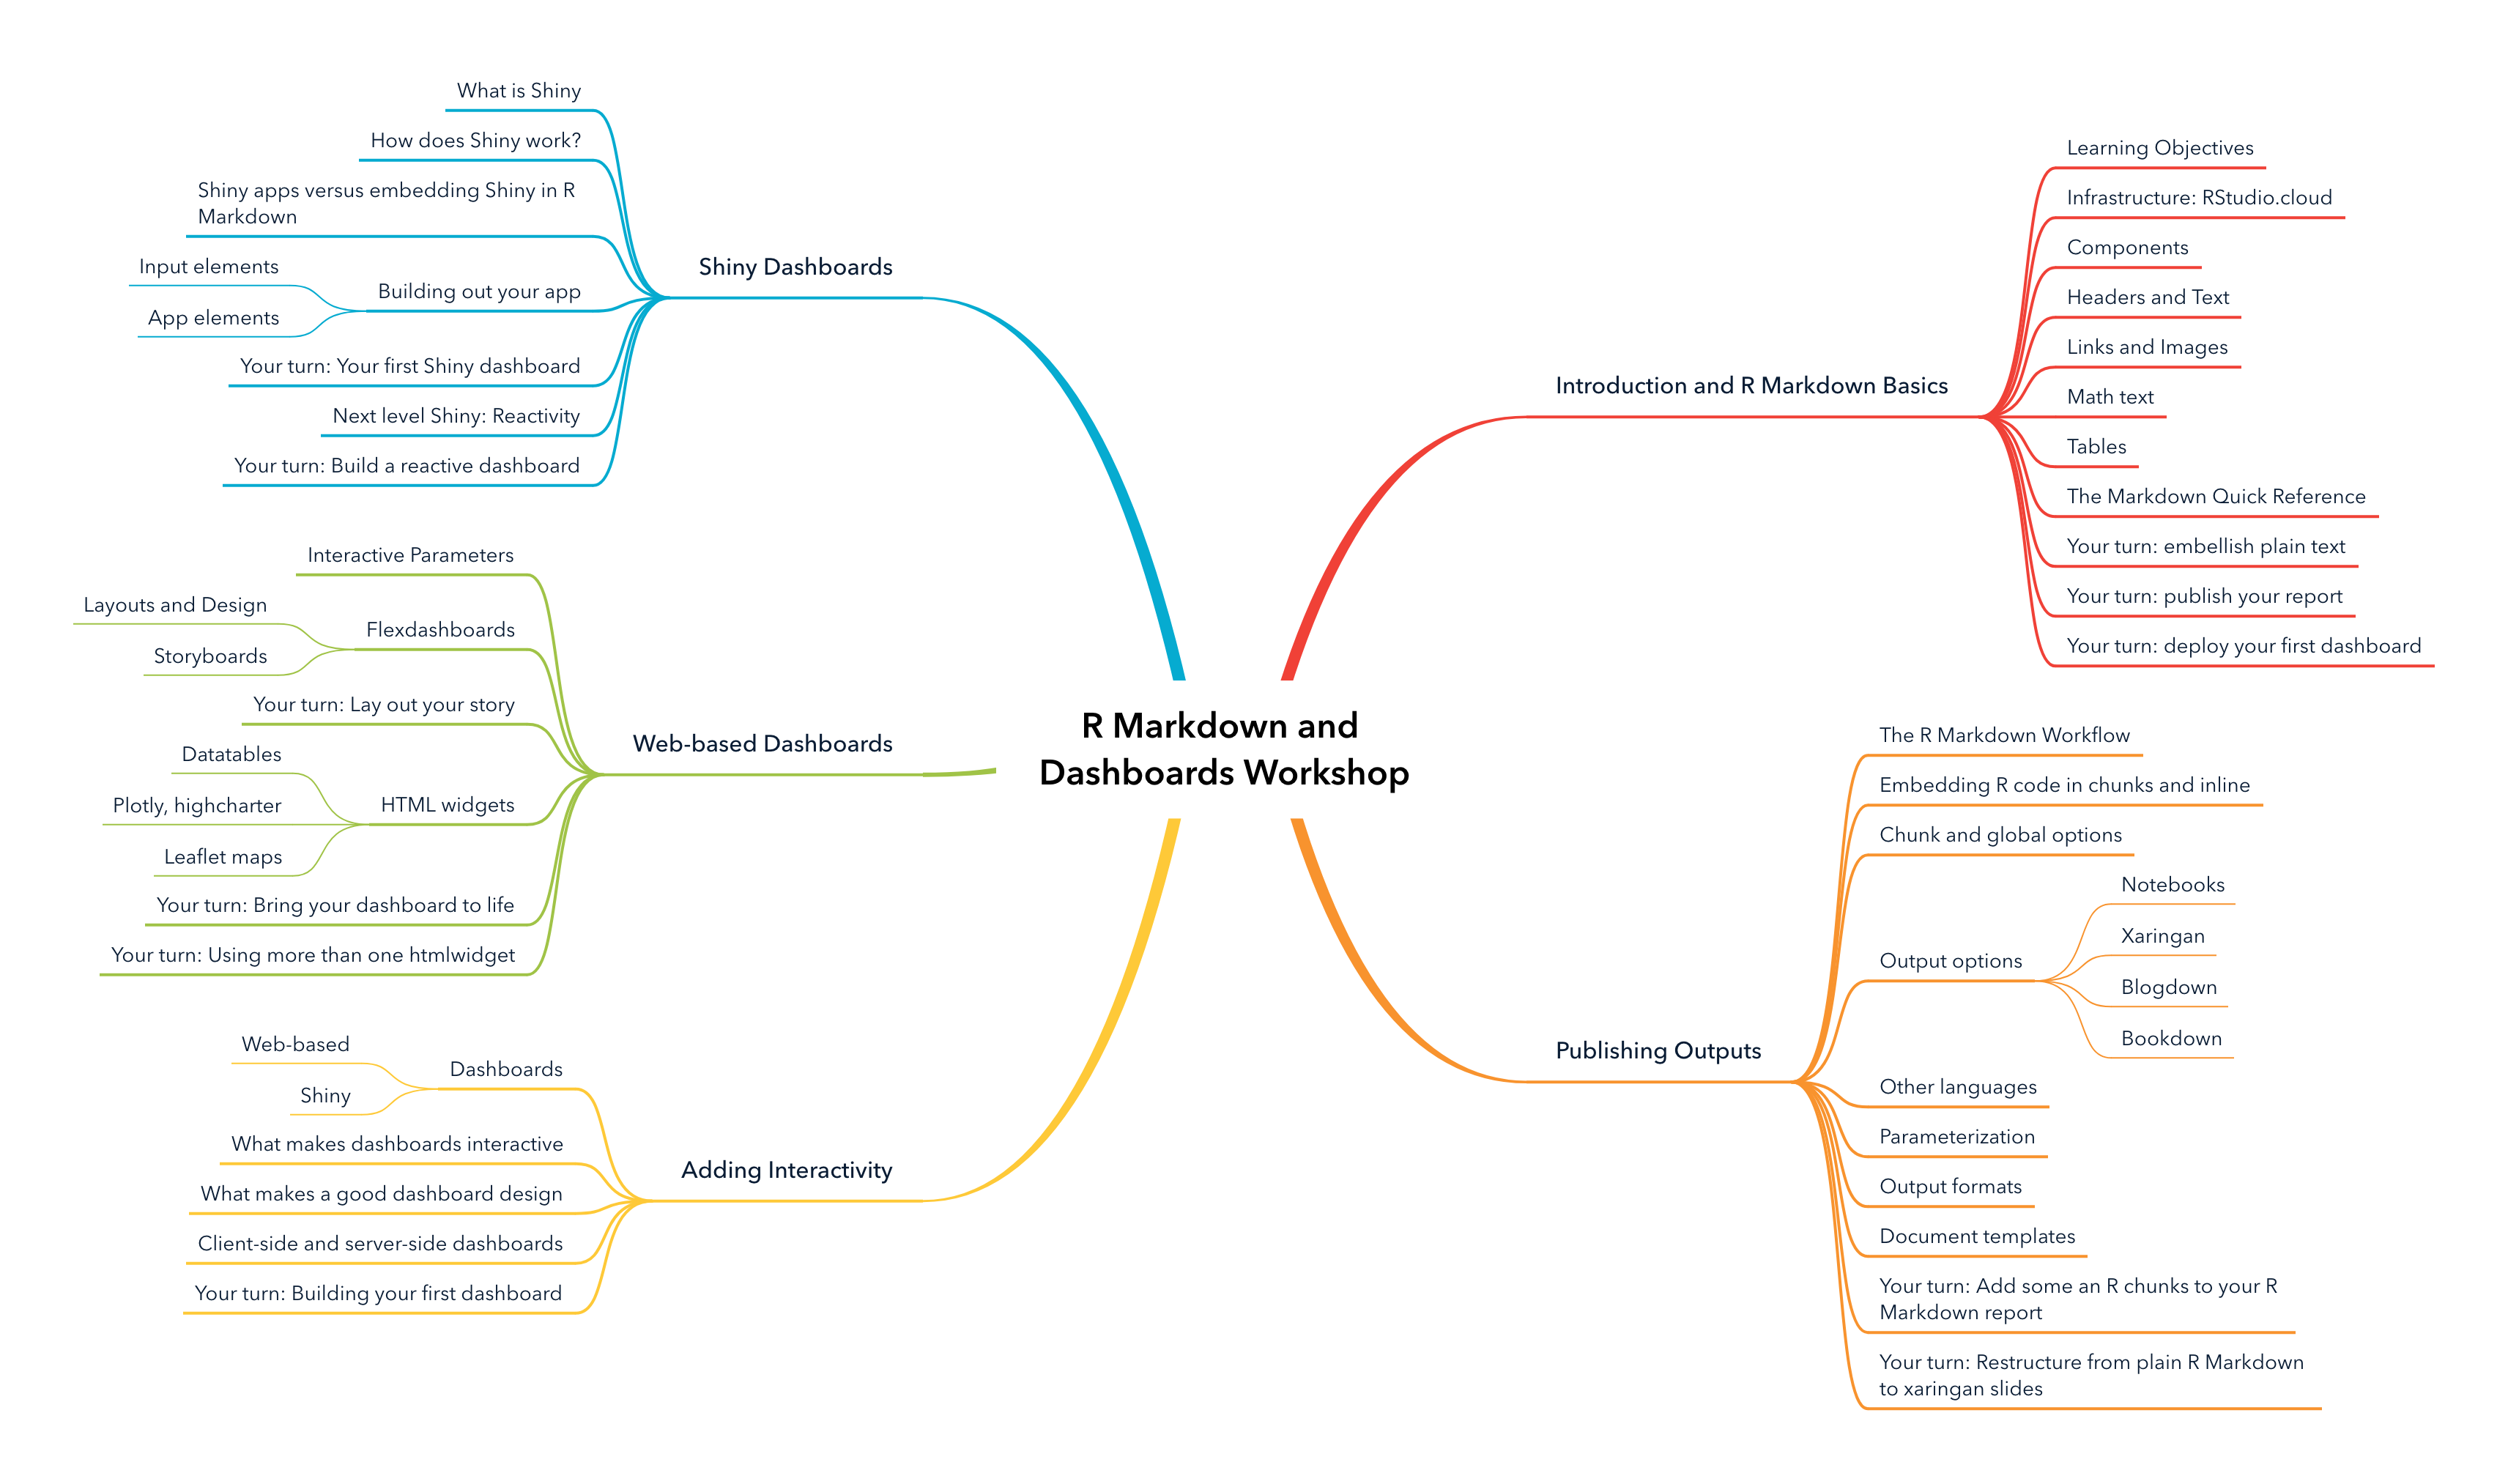 R Markdown and
Dashboards Workshop
Introduction and R Markdown Basics
Learning Objectives
Infrastructure: RStudio.cloud
Components
Headers and Text
Links and Images
Math text
Tables
The Markdown Quick Reference
Your turn: embellish plain text
Your turn: publish your report
Your turn: deploy your first dashboard
Publishing Outputs
The R Markdown Workflow
Embedding R code in chunks and inline
Chunk and global options
Output options
Notebooks
Xaringan
Blogdown
Bookdown
Other languages
Parameterization
Output formats
Document templates
Your turn: Add some an R chunks to your R
Markdown report
Your turn: Restructure from plain R Markdown
to xaringan slides
Adding Interactivity
Dashboards
Web-based
Shiny
What makes dashboards interactive
What makes a good dashboard design
Client-side and server-side dashboards
Your turn: Building your first dashboard
Web-based Dashboards
Interactive Parameters
Flexdashboards
Layouts and Design
Storyboards
Your turn: Lay out your story
HTML widgets
Datatables
Plotly, highcharter
Leaflet maps
Your turn: Bring your dashboard to life
Your turn: Using more than one htmlwidget
Shiny Dashboards
What is Shiny
How does Shiny work?
Shiny apps versus embedding Shiny in R
Markdown
Building out your app
Input elements
App elements
Your turn: Your first Shiny dashboard
Next level Shiny: Reactivity
Your turn: Build a reactive dashboard